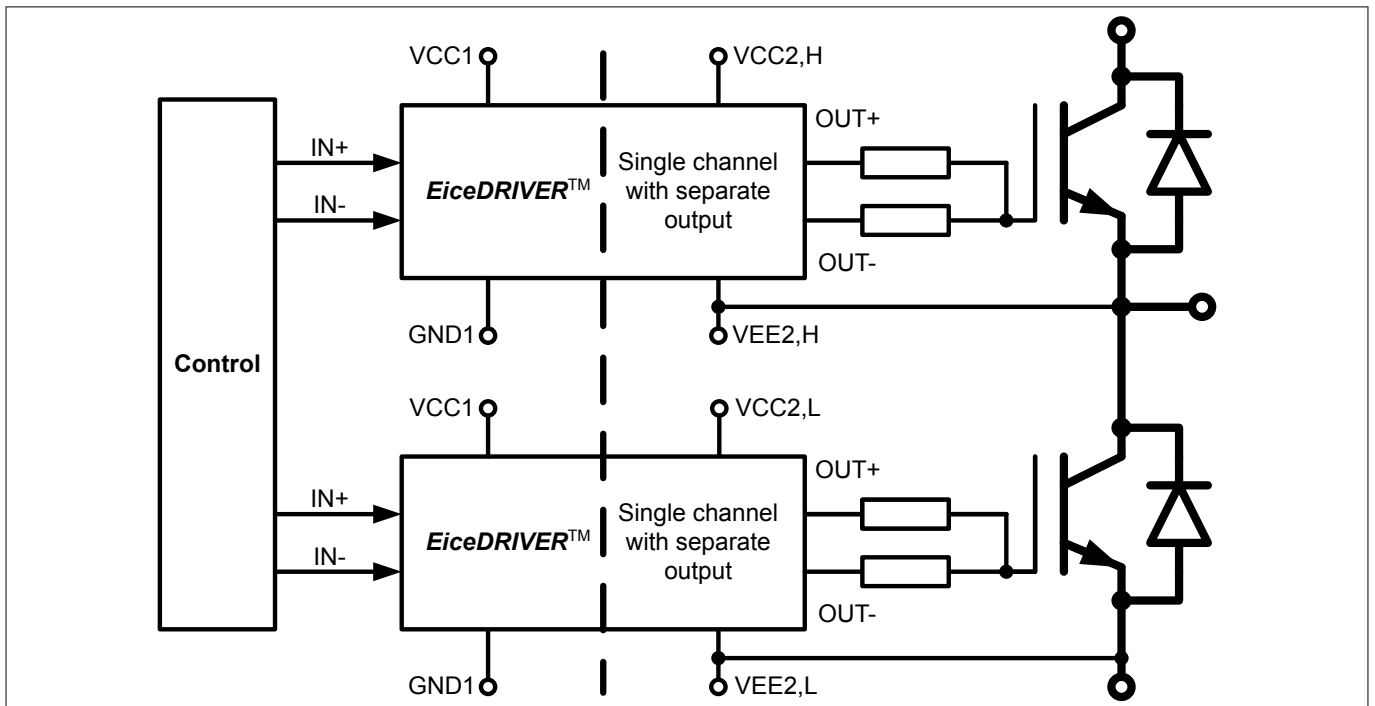 VCC1
VCC2,H
IN+
IN-
EiceDRIVER™
Single channel
with separate
output
OUT+
OUT-
GND1
VEE2,H
Control
VCC1
VCC2,L
IN+
IN-
EiceDRIVER™
Single channel
with separate
output
OUT+
OUT-
GND1
VEE2,L